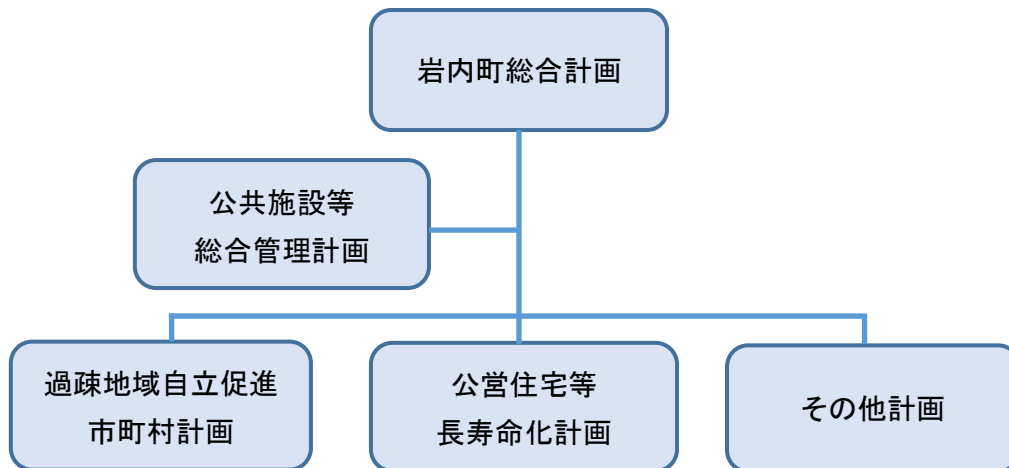 岩内町総合計画
公共施設等
総合管理計画
過疎地域自立促進
市町村計画
公営住宅等
長寿命化計画
その他計画